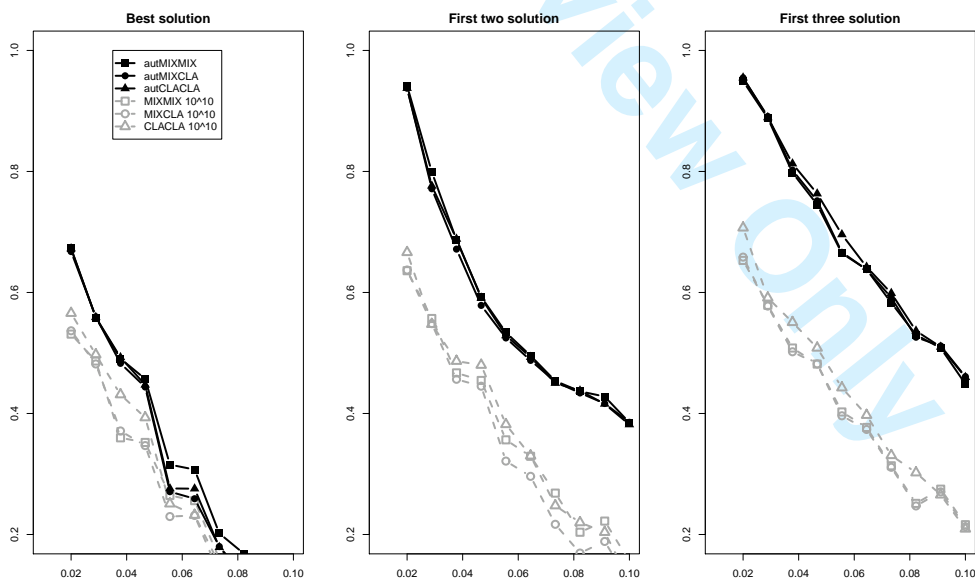 Best solution
First two solution
First three solution
1.0
0.8
0.6
0.4
0.2
autMIXMIX
autMIXCLA
autCLACLA
MIXMIX 10^10
MIXCLA 10^10
CLACLA 10^10
0.02 0.04 0.06 0.08 0.10
1.0
0.8
0.6
0.4
0.2
0.02 0.04 0.06 0.08 0.10
1.0
0.8
0.6
0.4
0.2
0.02 0.04 0.06 0.08 0.10
view Only